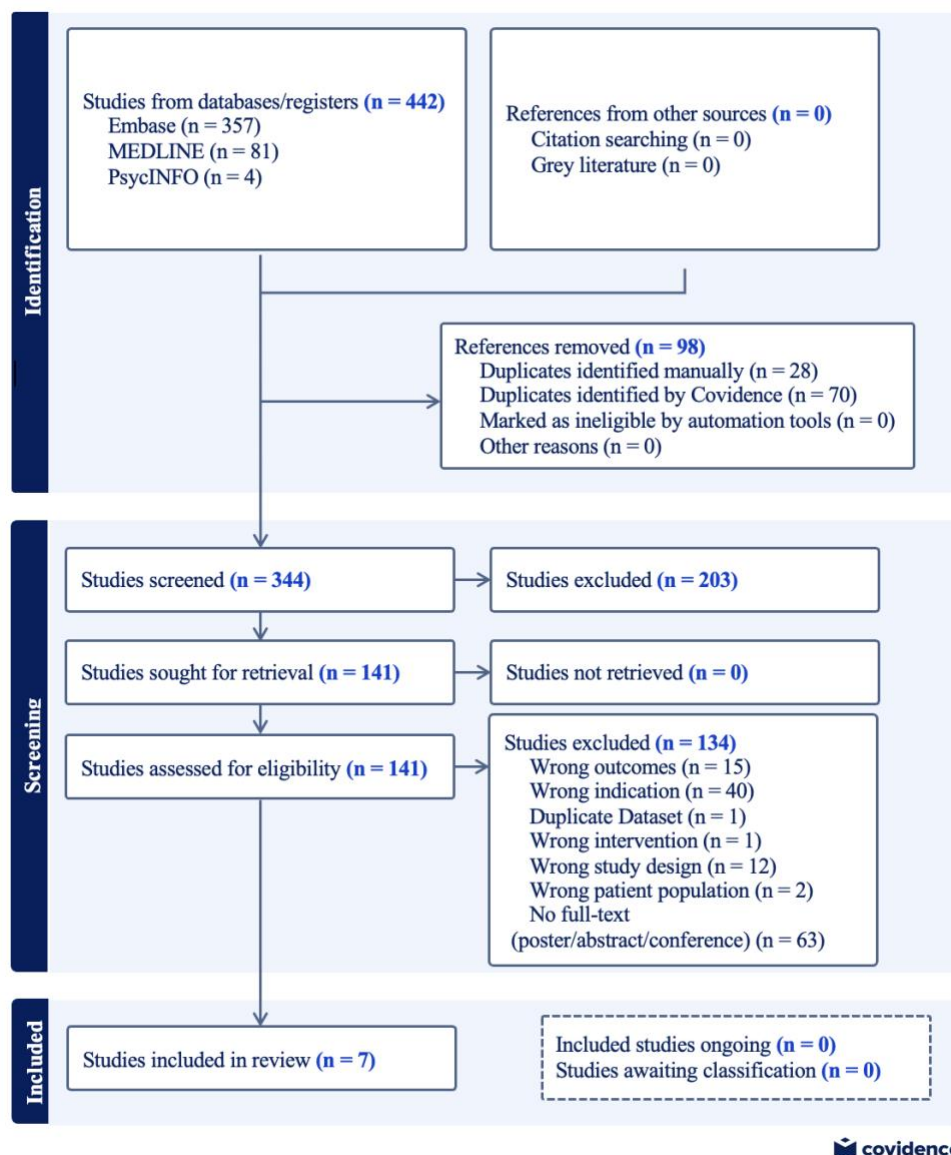 Identification
Studies from databases/registers (n = 442)
Embase (n = 357)
MEDLINE (n = 81)
PsycINFO (n = 4)
References from other sources (n = 0)
Citation searching (n = 0)
Grey literature (n = 0)
References removed (n = 98)
Duplicates identified manually (n = 28)
Duplicates identified by Covidence (n = 70)
Marked as ineligible by automation tools (n = 0)
Other reasons (n = 0)
Screening
Studies screened (n = 344)
Studies excluded (n = 203)
Studies sought for retrieval (n = 141)
Studies not retrieved (n = 0)
Studies assessed for eligibility (n = 141)
Studies excluded (n = 134)
Wrong outcomes (n = 15)
Wrong indication (n = 40)
Duplicate Dataset (n = 1)
Wrong intervention (n = 1)
Wrong study design (n = 12)
Wrong patient population (n = 2)
No full-text
(poster/abstract/conference) (n = 63)
Included
Studies included in review (n = 7)
Included studies ongoing (n = 0)
Studies awaiting classification (n = 0)
covidence